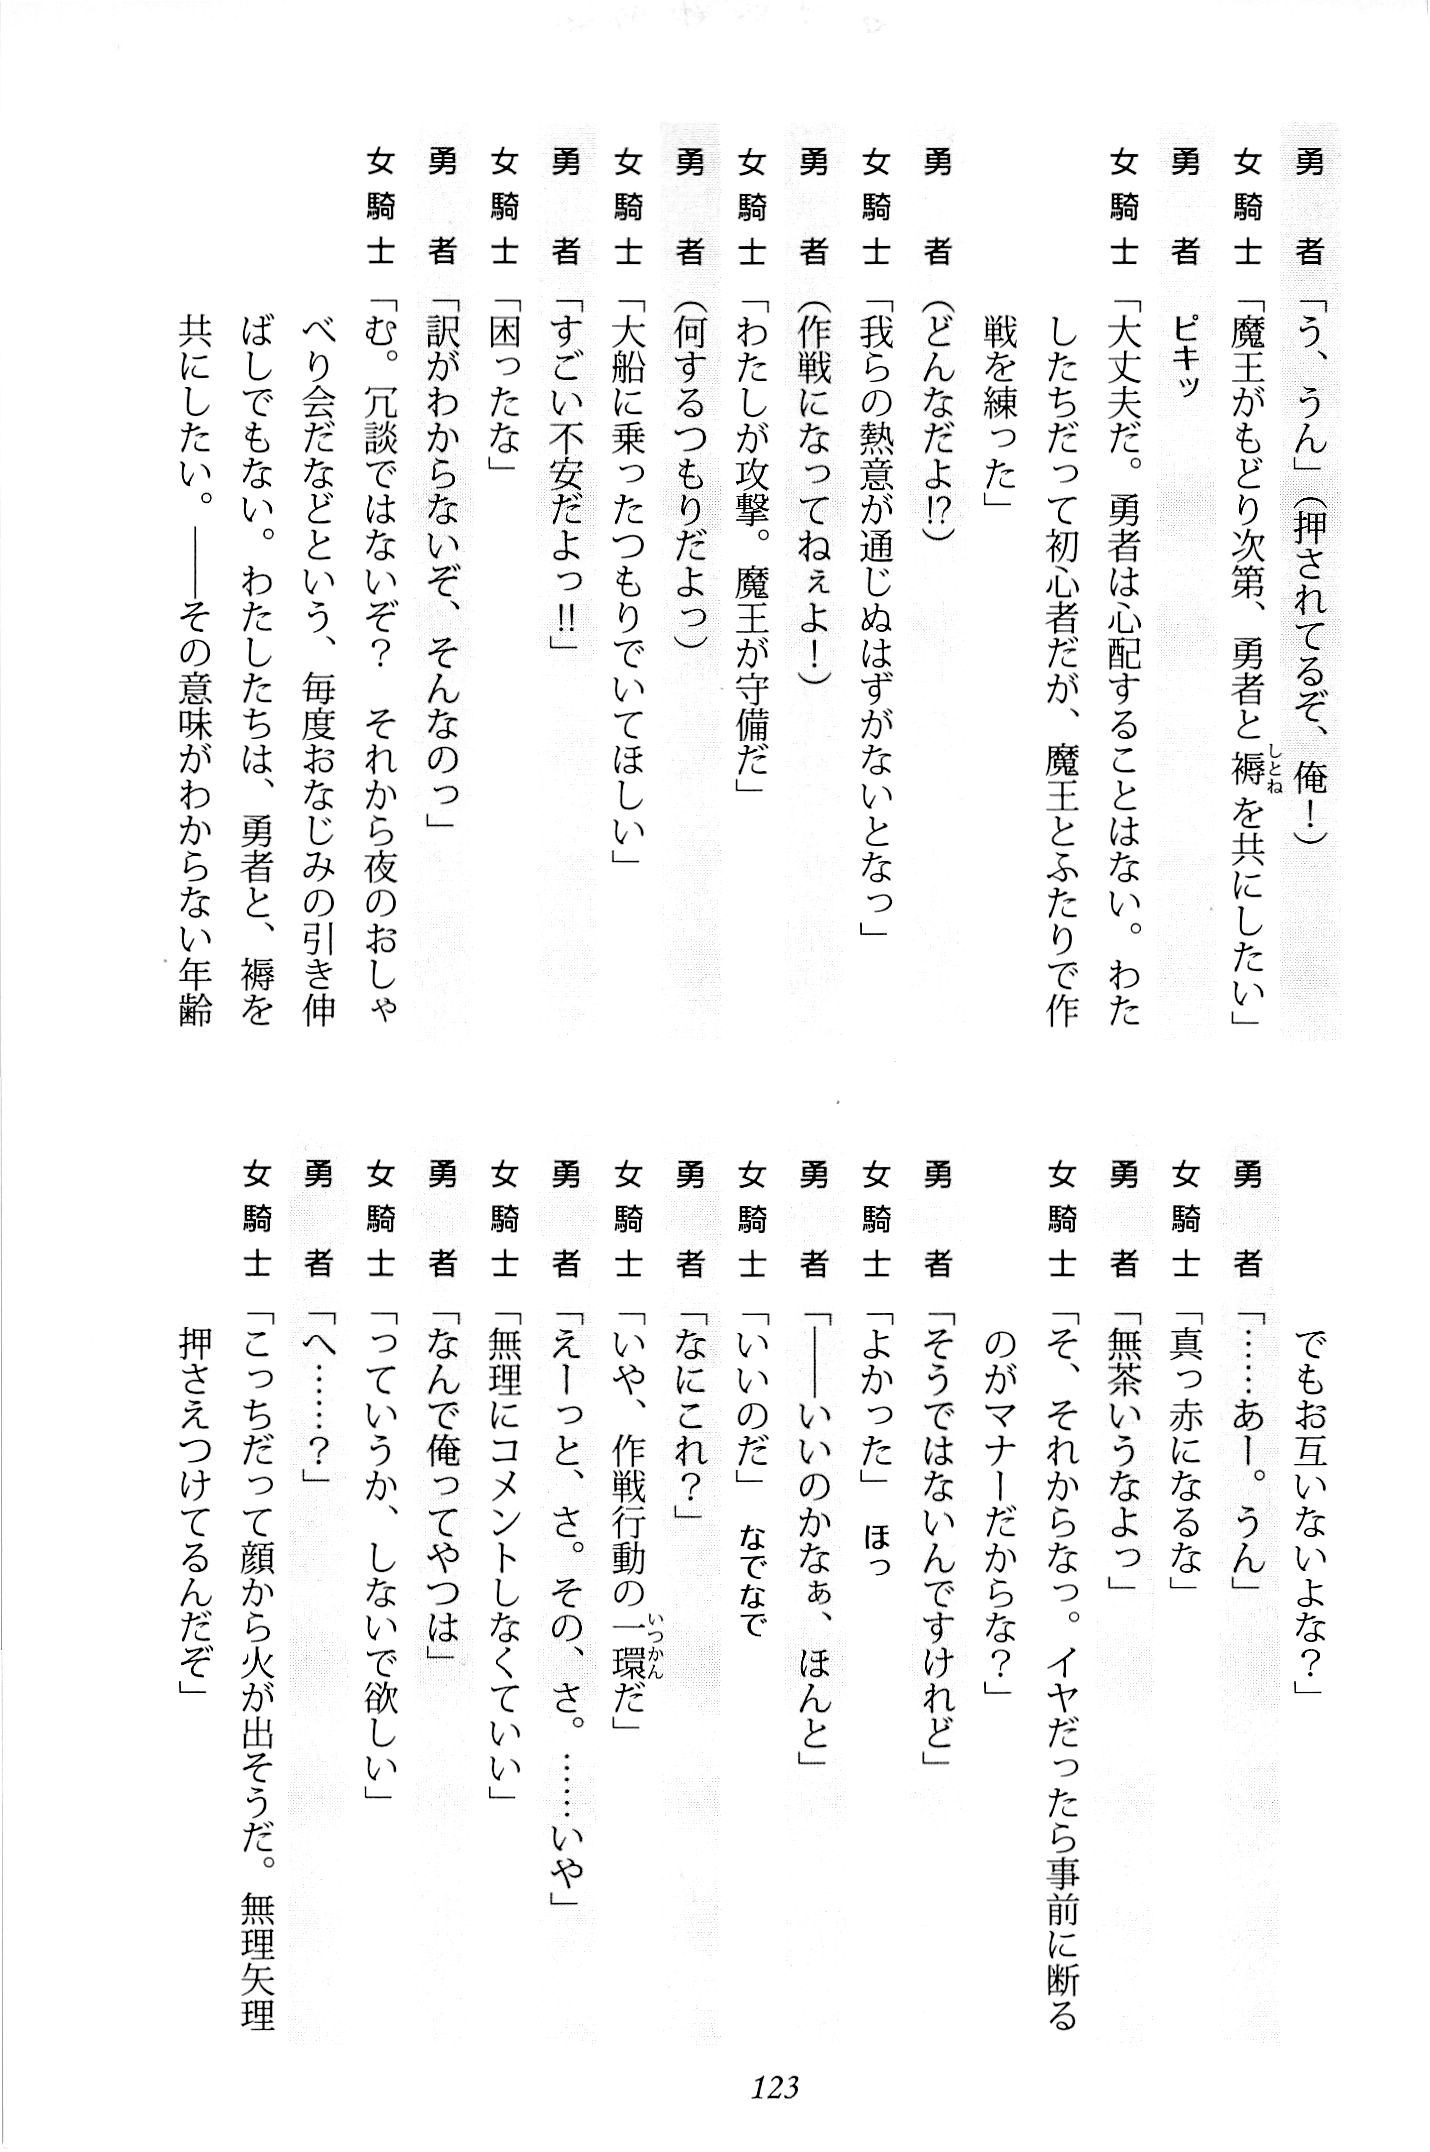 勇者「う、うん」（押されてるぞ、俺！）
女騎士「魔王がもどり次第、勇者と褥を共にしたい」
勇者　ピキッ
女騎士「大丈夫だ。勇者は心配することはない。わた
したちだって初心者だが、魔王とふたりで作
戦を練った」
勇者（どんなだよ!?）
女騎士「我らの熱意が通じぬはずがないとなっ」
勇者（作戦になってねぇよ！）
女騎士「わたしが攻撃。魔王が守備だ」
勇者（何するつもりだよっ）
女騎士「大船に乗ったつもりでいてほしい」
勇者「すごい不安だよっ!!」
女騎士「困ったな」
勇者「訳がわからないぞ、そんなのっ」
女騎士「む。冗談ではないぞ？　それから夜のおしゃ
べり会だなどという、毎度おなじみの引き伸
ばしでもない。わたしたちは、勇者と、褥を
共にしたい。――その意味がわからない年齢
でもお互いないよな？」
勇者「……あー。うん」
女騎士「真っ赤になるな」
勇者「無茶いうなよっ」
女騎士「そ、それからなっ。イヤだったら事前に断る
のがマナーだからな？」
勇者「そうではないんですけれど」
女騎士「よかった」　ほっ
勇者「――いいのかなぁ、ほんと」
女騎士「いいのだ」　なでなで
勇者「なにこれ？」
女騎士「いや、作戦行動の一環だ」
勇者「えーっと、さ。その、さ。……いや」
女騎士「無理にコメントしなくていい」
勇者「なんで俺ってやつは」
女騎士「っていうか、しないで欲しい」
勇者「へ……？」
女騎士「こっちだって顔から火が出そうだ。無理矢理
押さえつけてるんだぞ」
123